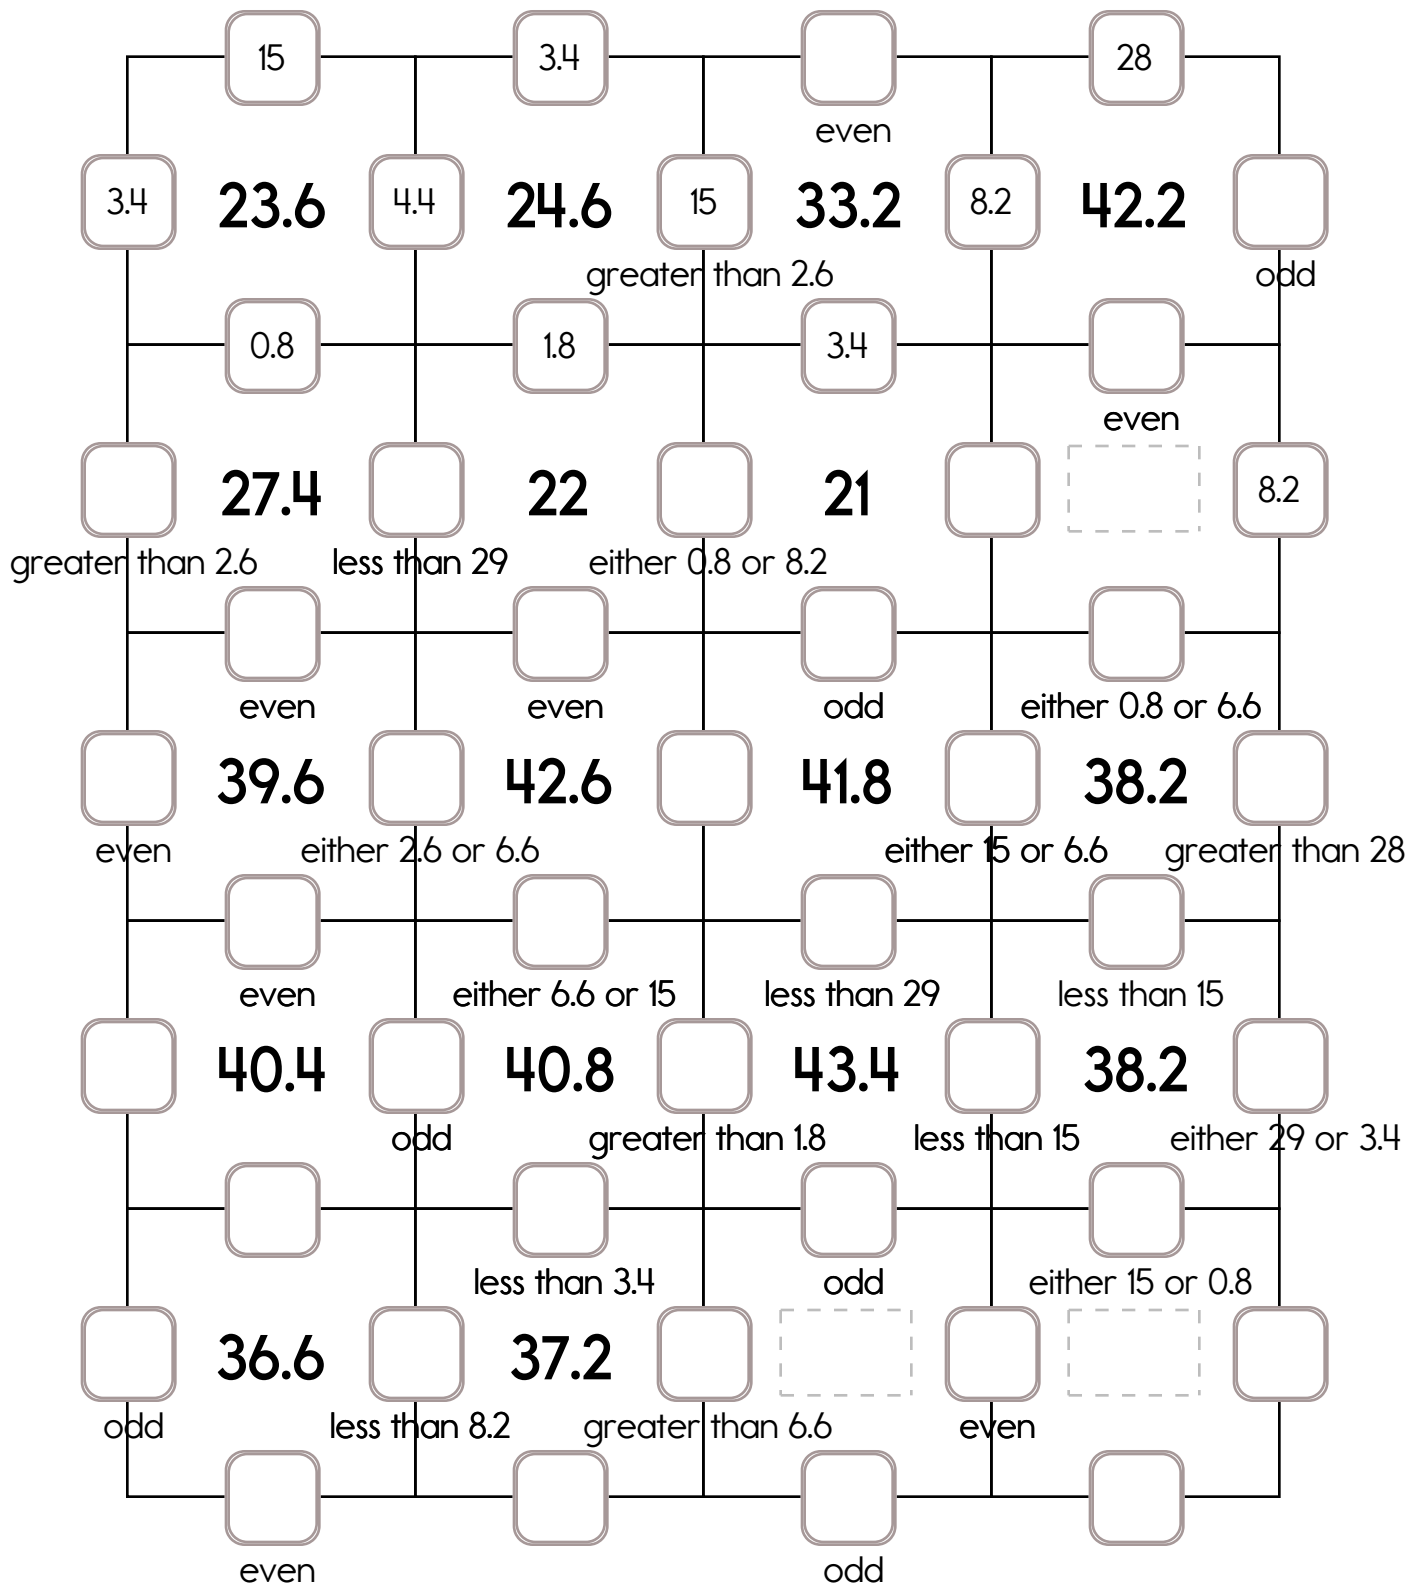 15 3.4 28
even
3.4 23.6 4.4 24.6 15 33.2 8.2 42.2
greater than 2.6 odd
0.8 1.8 3.4
even
27.4 22 21 8.2
greater than 2.6 less than 29 either 0.8 or 8.2
even even odd either 0.8 or 6.6
39.6 42.6 41.8 38.2
even either 2.6 or 6.6 either 15 or 6.6 greater than 28
even either 6.6 or 15 less than 29 less than 15
40.4 40.8 43.4 38.2
odd greater than 1.8 less than 15 either 29 or 3.4
less than 3.4 odd either 15 or 0.8
36.6 37.2
odd less than 8.2 greater than 6.6 even
even odd